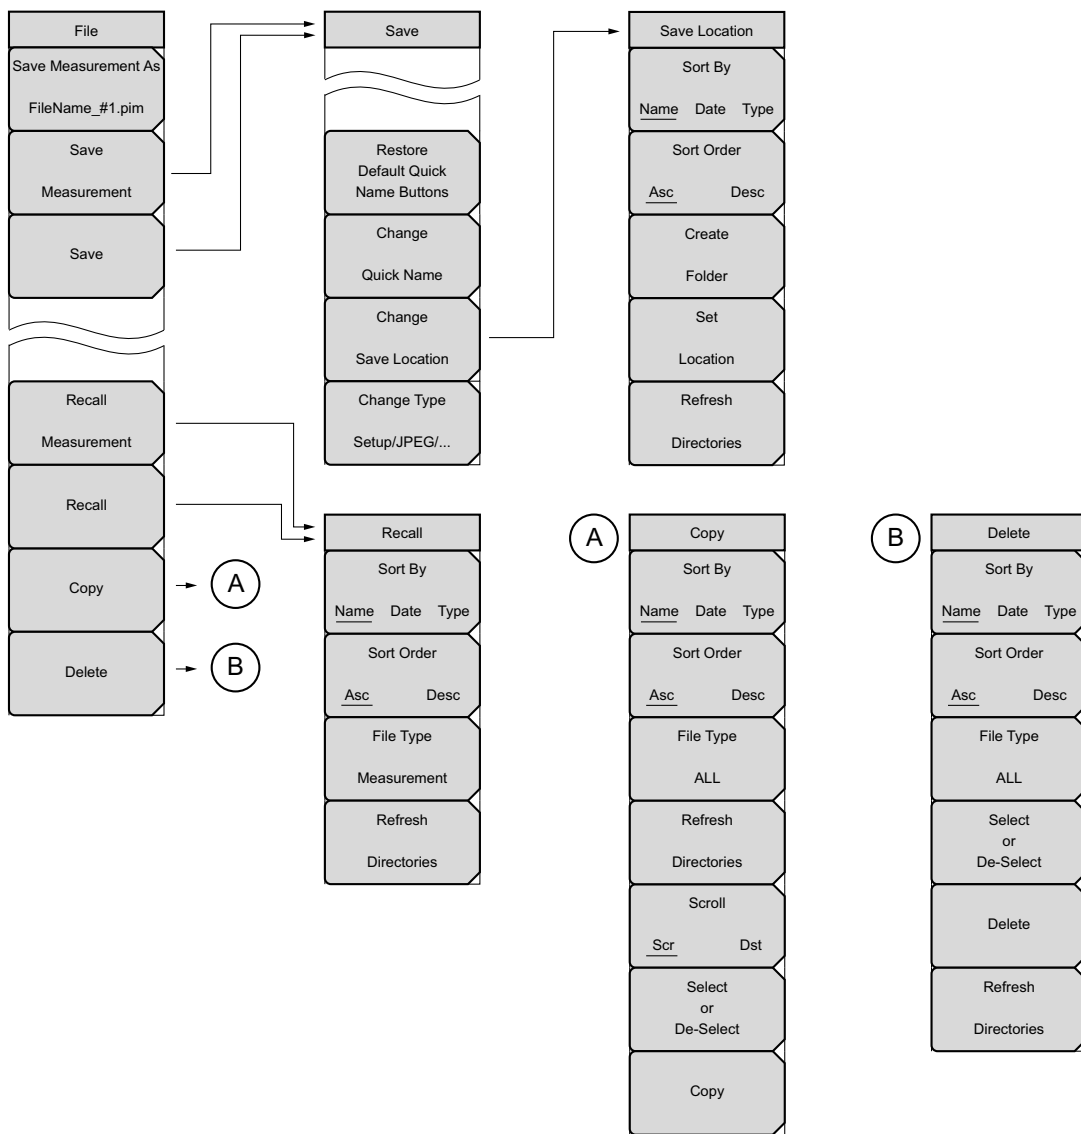 File
Save Measurement As
FileName_#1.pim
Save
Measurement
Save
Recall
Measurement
Recall
Copy
A
Delete
B
Save
Restore
Default Quick
Name Buttons
Change
Quick Name
Change
Save Location
Change Type
Setup/JPEG/...
Save Location
Sort By
Name Date Type
Sort Order
Asc Desc
Create
Folder
Set
Location
Refresh
Directories
Recall
Sort By
Name Date Type
Sort Order
Asc Desc
File Type
Measurement
Refresh
Directories
A
Copy
Sort By
Name Date Type
Sort Order
Asc Desc
File Type
ALL
Refresh
Directories
Scroll
Scr Dst
Select
or
De-Select
Copy
B
Delete
Sort By
Name Date Type
Sort Order
Asc Desc
File Type
ALL
Select
or
De-Select
Delete
Refresh
Directories